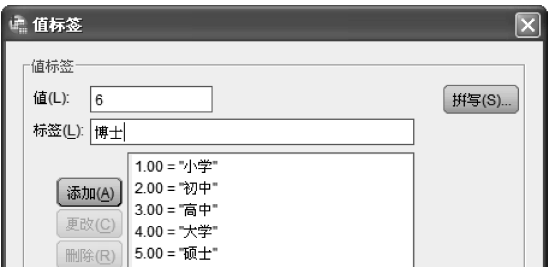 值标签
值标签
值(L): 6 拼写(S)...
标签(L): 博士
1.00 = "小学"
添加(A) 2.00 = "初中"
3.00 = "高中"
更改(C) 4.00 = "大学"
删除(R) 5.00 = "硕士"